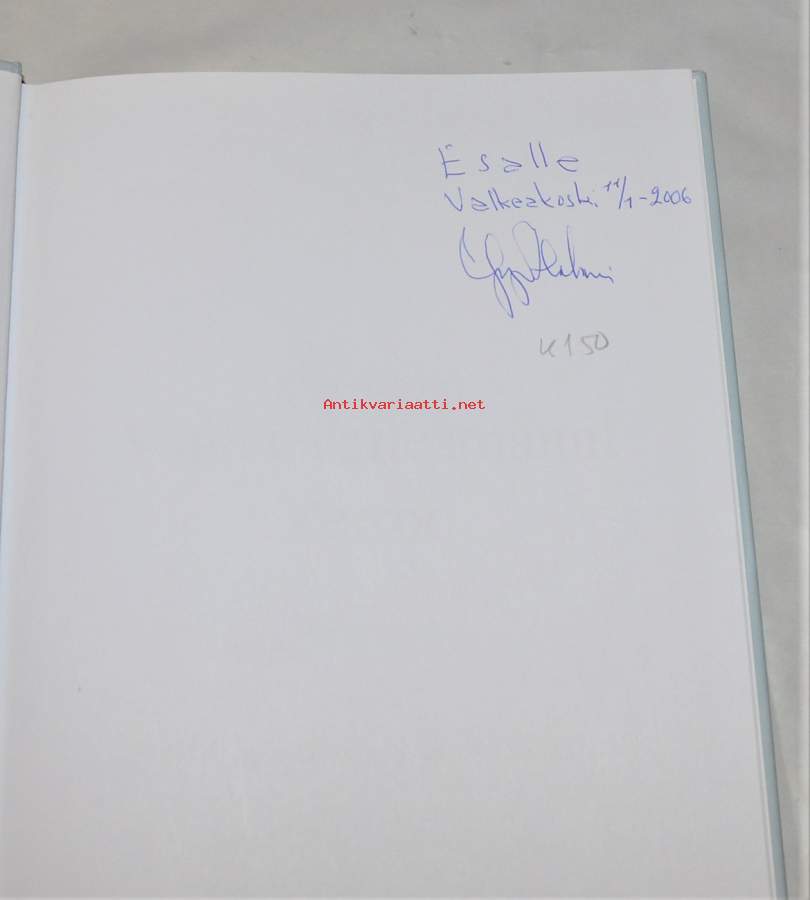 Esalle
Valkeakoski 11/1-2006
K150
Antikvariaatti.net